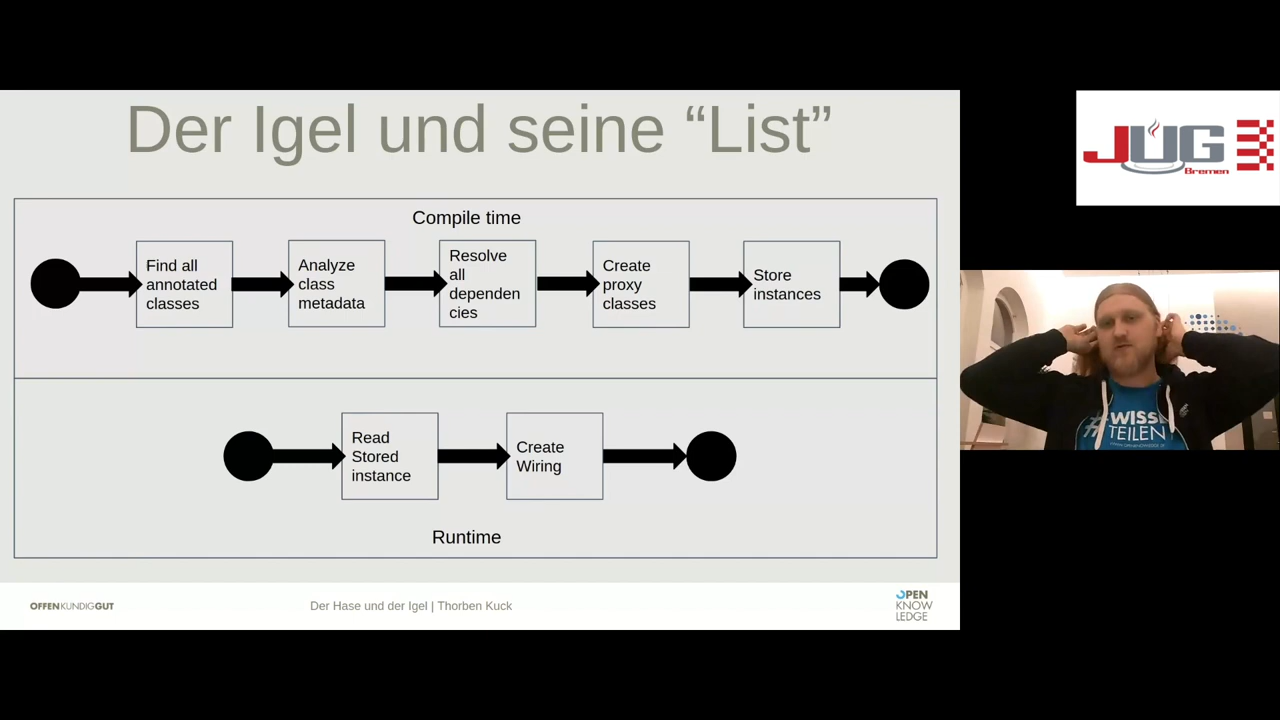 Der Igel und seine “List”
Compile time
Find all
annotated
classes
Analyze
class
metadata
Resolve
all
dependen
cies
Create
proxy
classes
Store
instances
Read
Stored
instance
Create
Wiring
Runtime
OFFENKUNDIGGUT
Der Hase und der Igel | Thorben Kuck
OPEN
KNOW
LEDGE
JUG
Bremen
#WISS
TEILEN